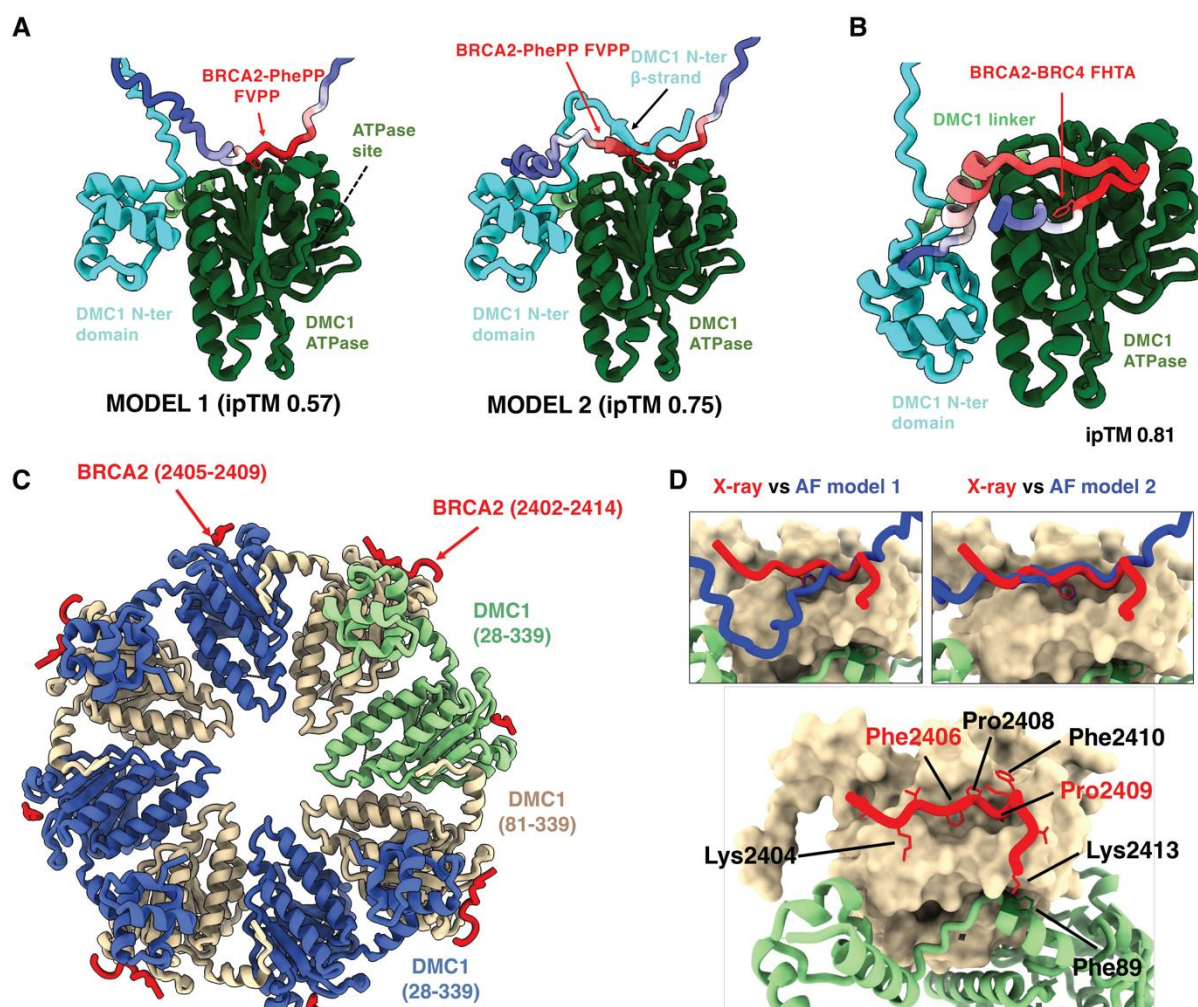 A
BRCA2-PhePP
FVPP
ATPase
site
DMC1 N-ter
domain
DMC1
ATPase
MODEL 1 (ipTM 0.57)
BRCA2-PhePP FVPP
DMC1 N-ter
β-strand
DMC1 N-ter
domain
DMC1
ATPase
MODEL 2 (ipTM 0.75)
B
BRCA2-BRC4 FHTA
DMC1 linker
DMC1
ATPase
DMC1 N-ter
domain
ipTM 0.81
C
BRCA2 (2405-2409)
BRCA2 (2402-2414)
DMC1
(28-339)
DMC1
(81-339)
DMC1
(28-339)
D
X-ray vs AF model 1
X-ray vs AF model 2
Phe2406
Pro2408
Phe2410
Pro2409
Lys2404
Lys2413
Phe89